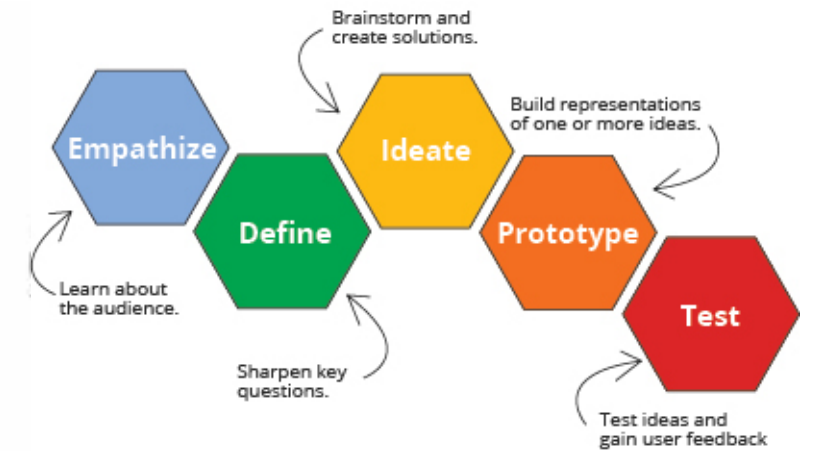 Brainstorm and
create solutions.
Empathize
Ideate
Build representations
of one or more ideas.
Define
Prototype
Learn about
the audience.
Test
Sharpen key
questions.
Test ideas and
gain user feedback